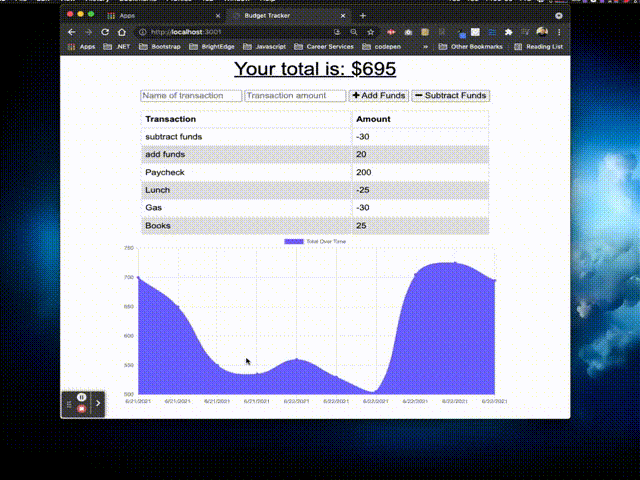 Apps
Budget Tracker
http://localhost:3001
Apps .NET Bootstrap BrightEdge Javascript Career Services codepen » Other Bookmarks Reading List
Your total is: $695
Name of transaction Transaction amount Add Funds Subtract Funds
Transaction Amount
subtract funds -30
add funds 20
Paycheck 200
Lunch -25
Gas -30
Books 25
Total Over Time
750
700
650
600
550
500
6/21/2021 6/21/2021 6/21/2021 6/21/2021 6/22/2021 6/22/2021 6/22/2021 6/22/2021 6/22/2021 6/22/2021